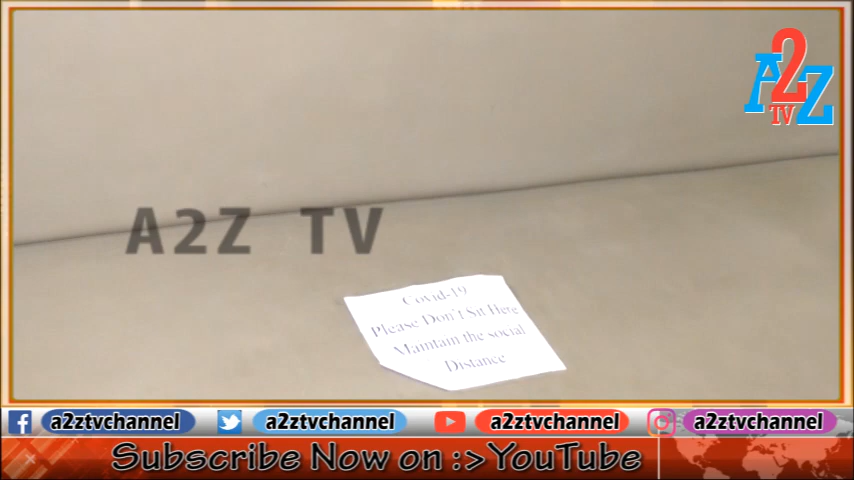 A2Z
TV
A2Z TV
Covid-19
Please Don't Sit Here
Maintain the social
Distance
a2ztvchannel
a2ztvchannel
a2ztvchannel
a2ztvchannel
Subscribe Now on :> YouTube